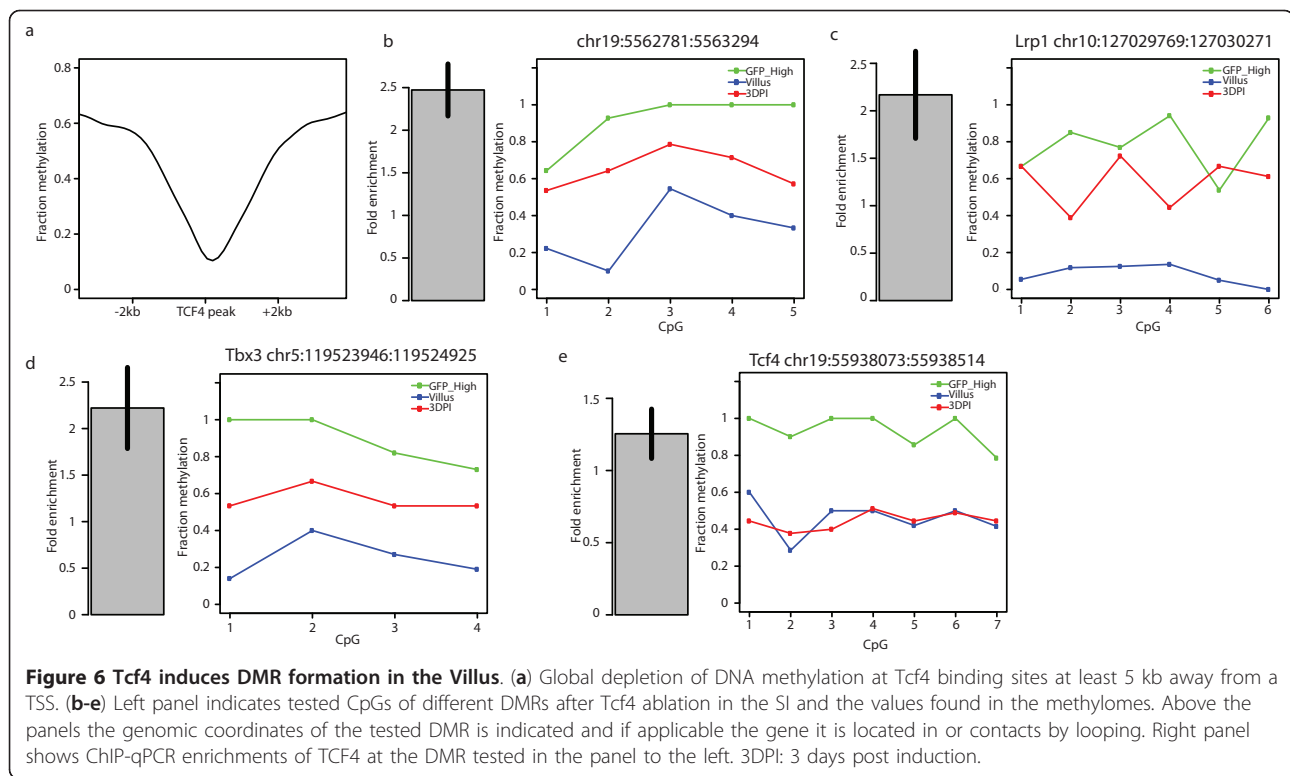 a
0.8
0.6
0.4
0.2
0
Fraction methylation
-2kb TCF4 peak +2kb
b
2.5
2
1.5
1
0.5
0
Fold enrichment
chr19:5562781:5563294
GFP_High
Villus
3DPI
1
0.8
0.6
0.4
0.2
0
Fraction methylation
1 2 3 4 5
CpG
c
2.5
2
1.5
1
0.5
0
Fold enrichment
Lrp1 chr10:127029769:127030271
GFP_High
Villus
3DPI
1
0.8
0.6
0.4
0.2
0
Fraction methylation
1 2 3 4 5 6
CpG
d
2.5
2
1.5
1
0.5
0
Fold enrichment
Tbx3 chr5:119523946:119524925
GFP_High
Villus
3DPI
1
0.8
0.6
0.4
0.2
0
Fraction methylation
1 2 3 4
CpG
e
1.5
1
0.5
0
Fold enrichment
Tcf4 chr19:55938073:55938514
GFP_High
Villus
3DPI
1
0.8
0.6
0.4
0.2
0
Fraction methylation
1 2 3 4 5 6 7
CpG
Figure 6 Tcf4 induces DMR formation in the Villus. (a) Global depletion of DNA methylation at Tcf4 binding sites at least 5 kb away from a
TSS. (b-e) Left panel indicates tested CpGs of different DMRs after Tcf4 ablation in the SI and the values found in the methylomes. Above the
panels the genomic coordinates of the tested DMR is indicated and if applicable the gene it is located in or contacts by looping. Right panel
shows ChIP-qPCR enrichments of TCF4 at the DMR tested in the panel to the left. 3DPI: 3 days post induction.